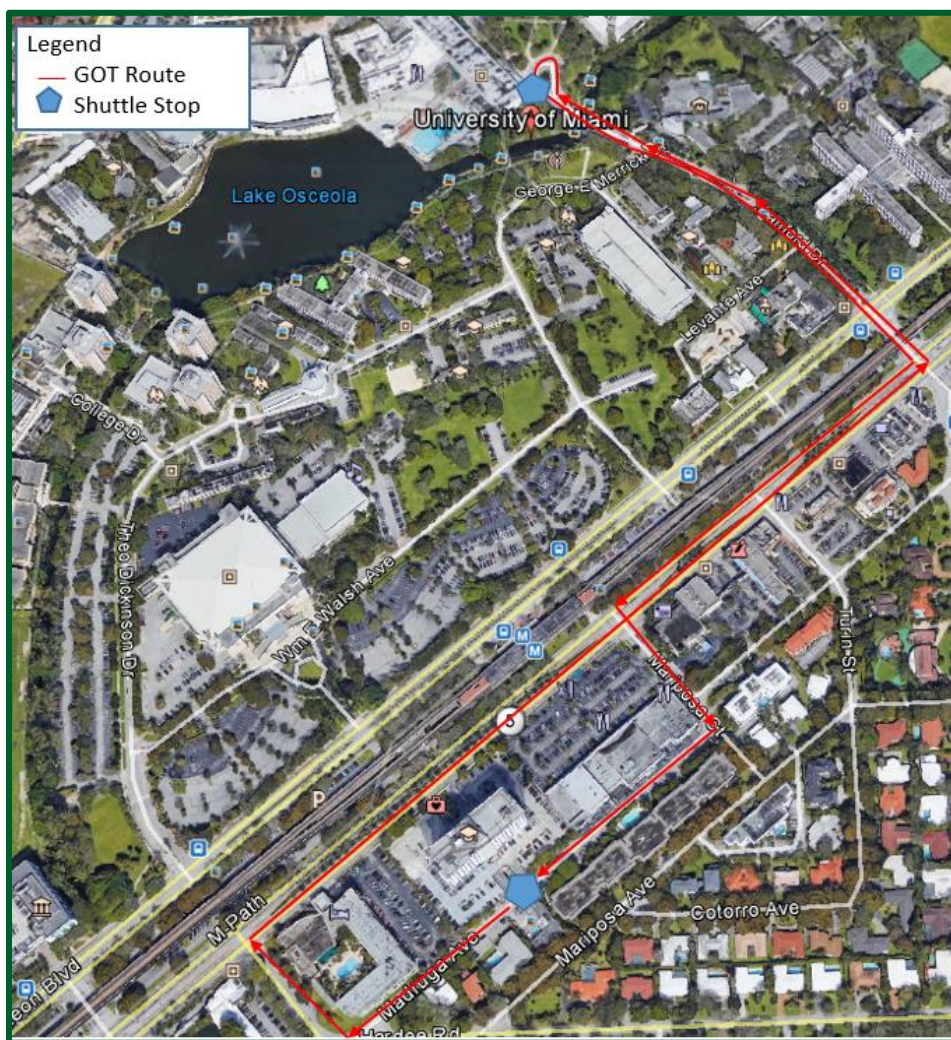 Legend
GOT Route
Shuttle Stop
University of Miami
Lake Osceola
George E Merrick
Levante Ave
College Dr
Theo Dickinson Dr
Wm E Walsh Ave
Turin St
Mariposa Ct
S
M
M
P
M-Path
Mariposa Ave
Cotorro Ave
Madruga Ave
Hardee Rd
eon Blvd